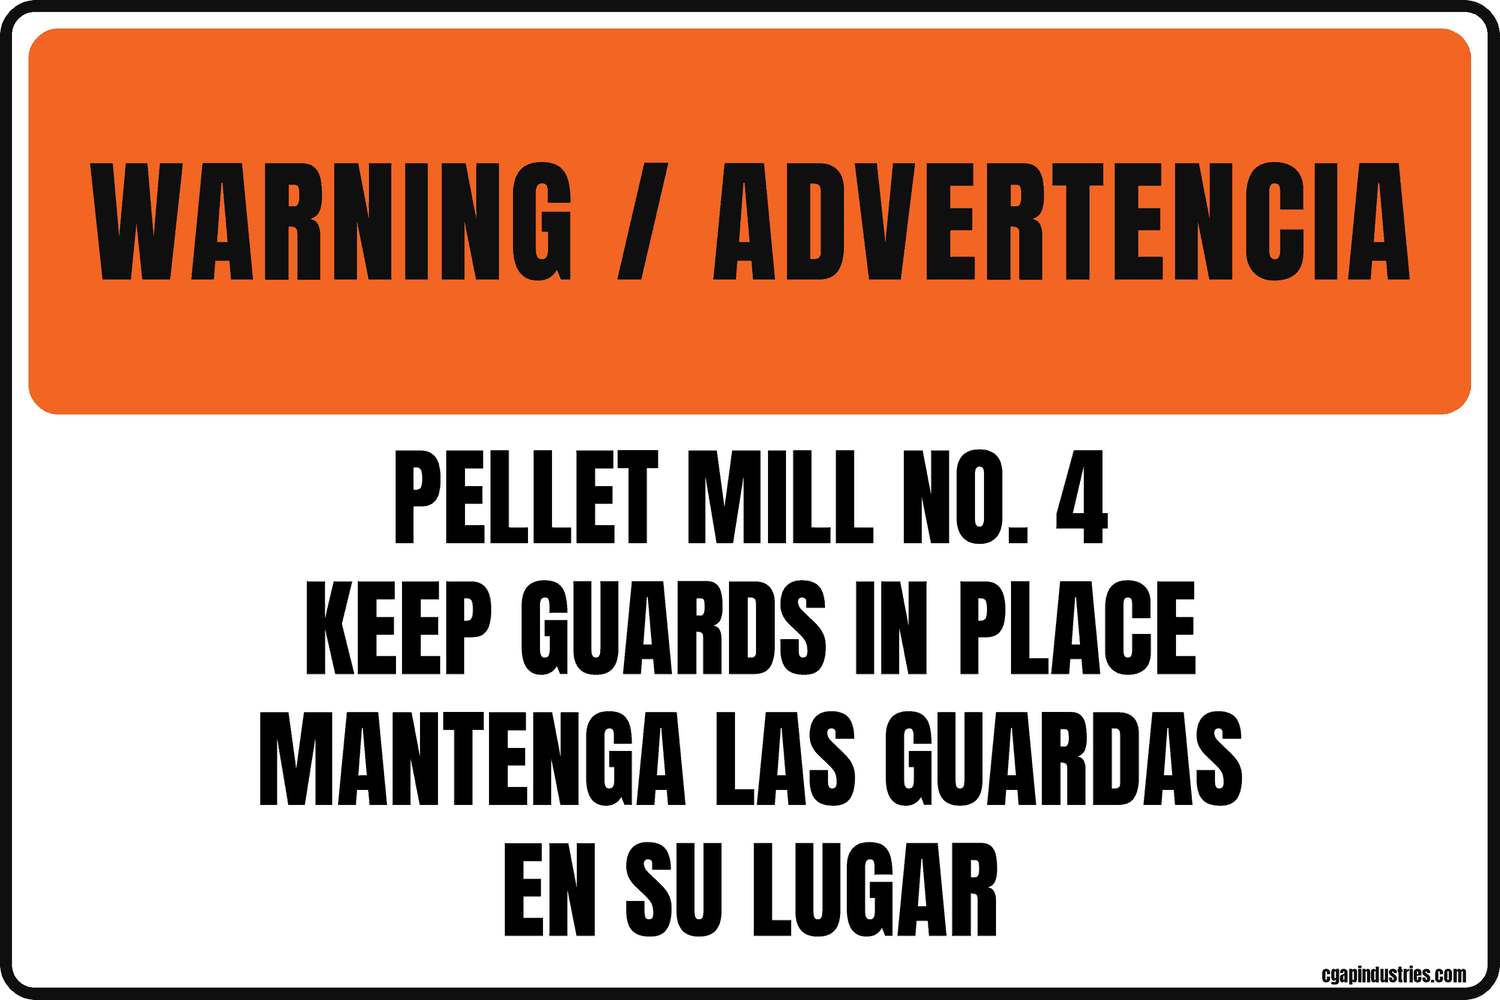 WARNING / ADVERTENCIA
PELLET MILL NO. 4
KEEP GUARDS IN PLACE
MANTENGA LAS GUARDAS
EN SU LUGAR
cgapindustries.com